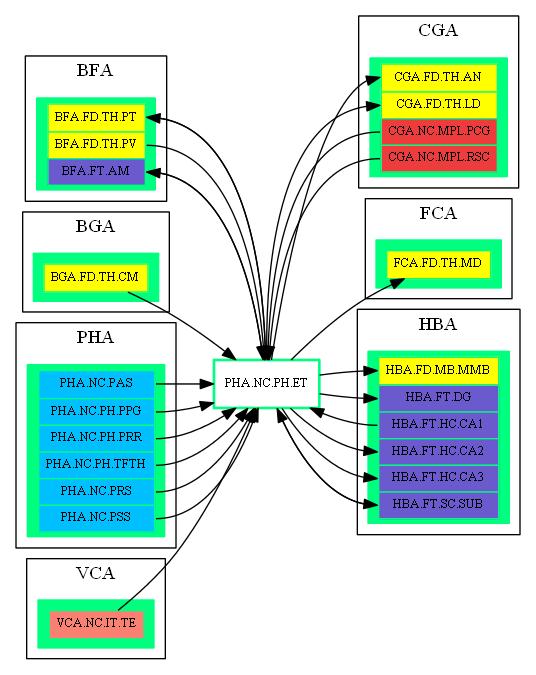 BFA
BFA.FD.TH.PT
BFA.FD.TH.PV
BFA.FT.AM
BGA
BGA.FD.TH.CM
PHA
PHA.NC.PAS
PHA.NC.PH.PPG
PHA.NC.PH.PRR
PHA.NC.PH.TFTH
PHA.NC.PRS
PHA.NC.PSS
VCA
VCA.NC.IT.TE
PHA.NC.PH.ET
CGA
CGA.FD.TH.AN
CGA.FD.TH.LD
CGA.NC.MPL.PCG
CGA.NC.MPL.RSC
FCA
FCA.FD.TH.MD
HBA
HBA.FD.MB.MMB
HBA.FT.DG
HBA.FT.HC.CA1
HBA.FT.HC.CA2
HBA.FT.HC.CA3
HBA.FT.SC.SUB